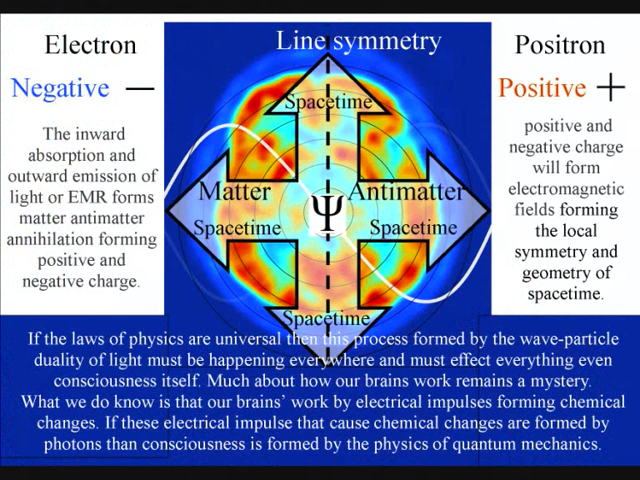 Electron
Negative —
The inward
absorption and
outward emission of
light or EMR forms
matter antimatter
annihilation forming
positive and
negative charge.
Line symmetry
Spacetime
Matter
Antimatter
Ψ
Spacetime
Spacetime
Spacetime
Positron
Positive +
positive and
negative charge
will form
electromagnetic
fields forming
the local
symmetry and
geometry of
spacetime.
If the laws of physics are universal then this process formed by the wave-particle
duality of light must be happening everywhere and must effect everything even
consciousness itself. Much about how our brains work remains a mystery.
What we do know is that our brains' work by electrical impulses forming chemical
changes. If these electrical impulse that cause chemical changes are formed by
photons than consciousness is formed by the physics of quantum mechanics.